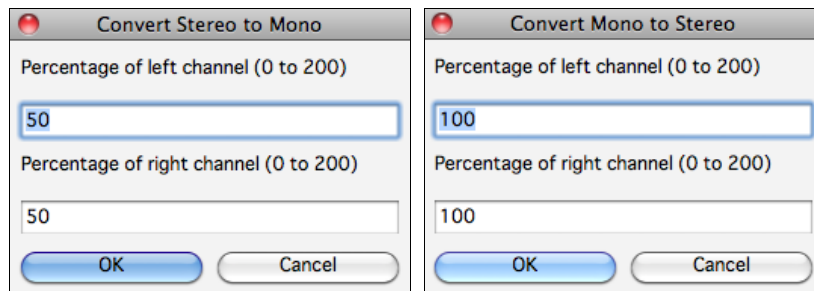 Convert Stereo to Mono
Percentage of left channel (0 to 200)
50
Percentage of right channel (0 to 200)
50
OK
Cancel
Convert Mono to Stereo
Percentage of left channel (0 to 200)
100
Percentage of right channel (0 to 200)
100
OK
Cancel